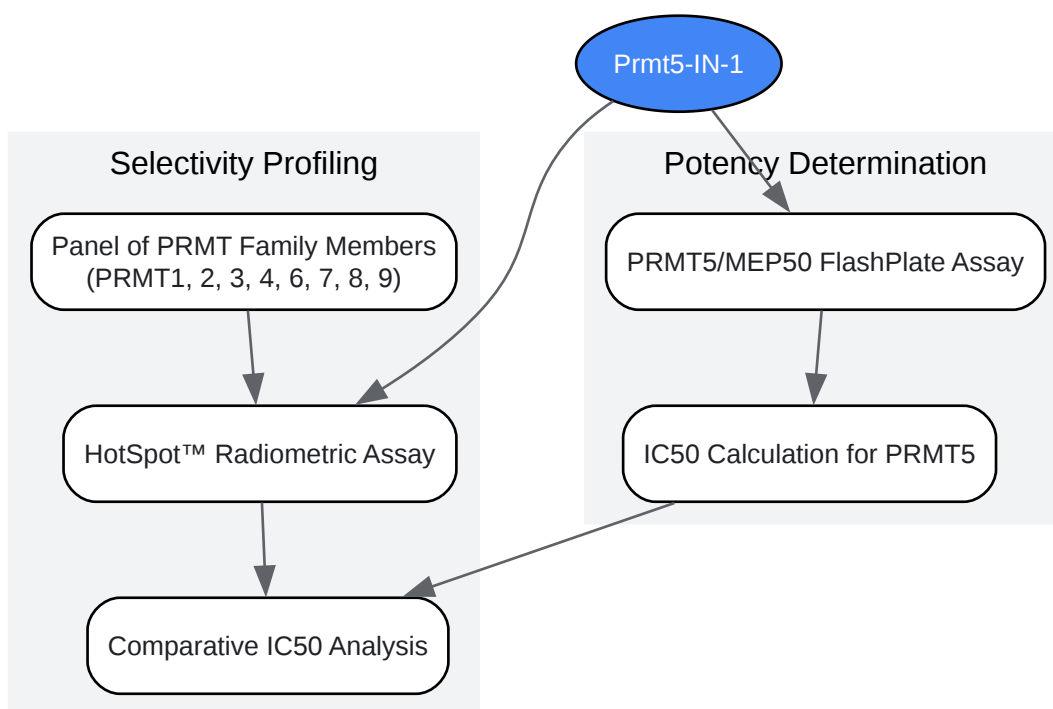 Prmt5-IN-1
Selectivity Profiling
Potency Determination
Panel of PRMT Family Members
(PRMT1, 2, 3, 4, 6, 7, 8, 9)
PRMT5/MEP50 FlashPlate Assay
HotSpot™ Radiometric Assay
IC50 Calculation for PRMT5
Comparative IC50 Analysis